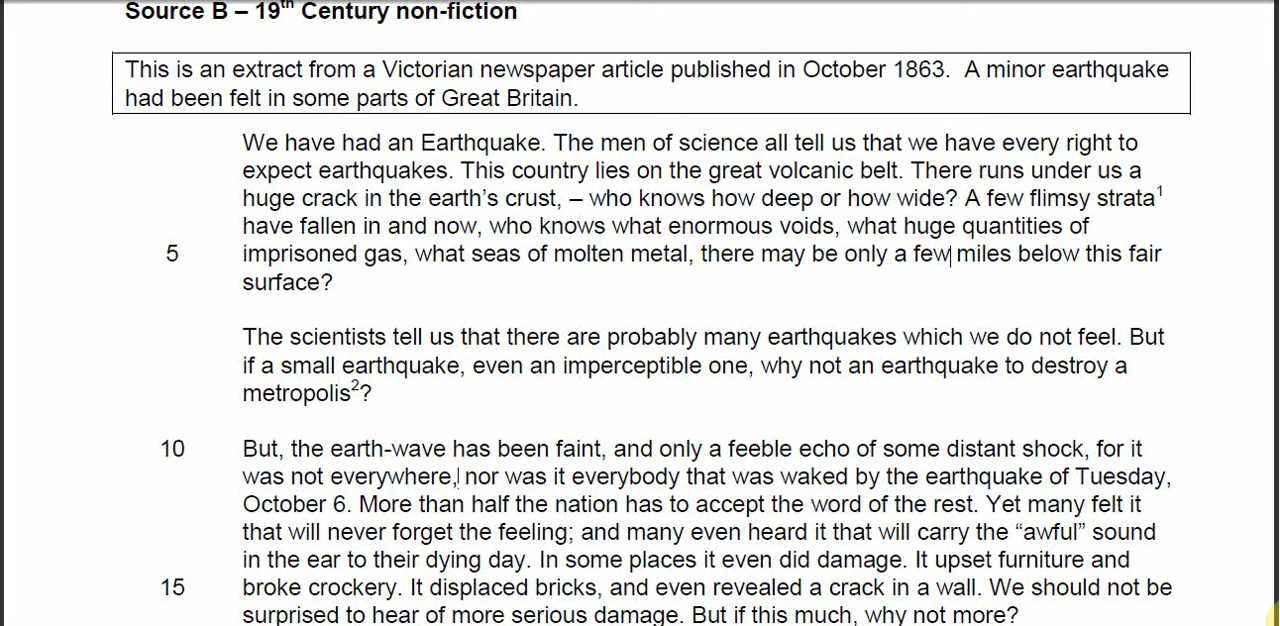 Source B – 19th Century non-fiction
This is an extract from a Victorian newspaper article published in October 1863.  A minor earthquake
had been felt in some parts of Great Britain.
We have had an Earthquake. The men of science all tell us that we have every right to
expect earthquakes. This country lies on the great volcanic belt. There runs under us a
huge crack in the earth’s crust, – who knows how deep or how wide? A few flimsy strata1
have fallen in and now, who knows what enormous voids, what huge quantities of
5 imprisoned gas, what seas of molten metal, there may be only a few miles below this fair
surface?
The scientists tell us that there are probably many earthquakes which we do not feel. But
if a small earthquake, even an imperceptible one, why not an earthquake to destroy a
metropolis2?
10 But, the earth-wave has been faint, and only a feeble echo of some distant shock, for it
was not everywhere, nor was it everybody that was waked by the earthquake of Tuesday,
October 6. More than half the nation has to accept the word of the rest. Yet many felt it
that will never forget the feeling; and many even heard it that will carry the “awful” sound
in the ear to their dying day. In some places it even did damage. It upset furniture and
15 broke crockery. It displaced bricks, and even revealed a crack in a wall. We should not be
surprised to hear of more serious damage. But if this much, why not more?